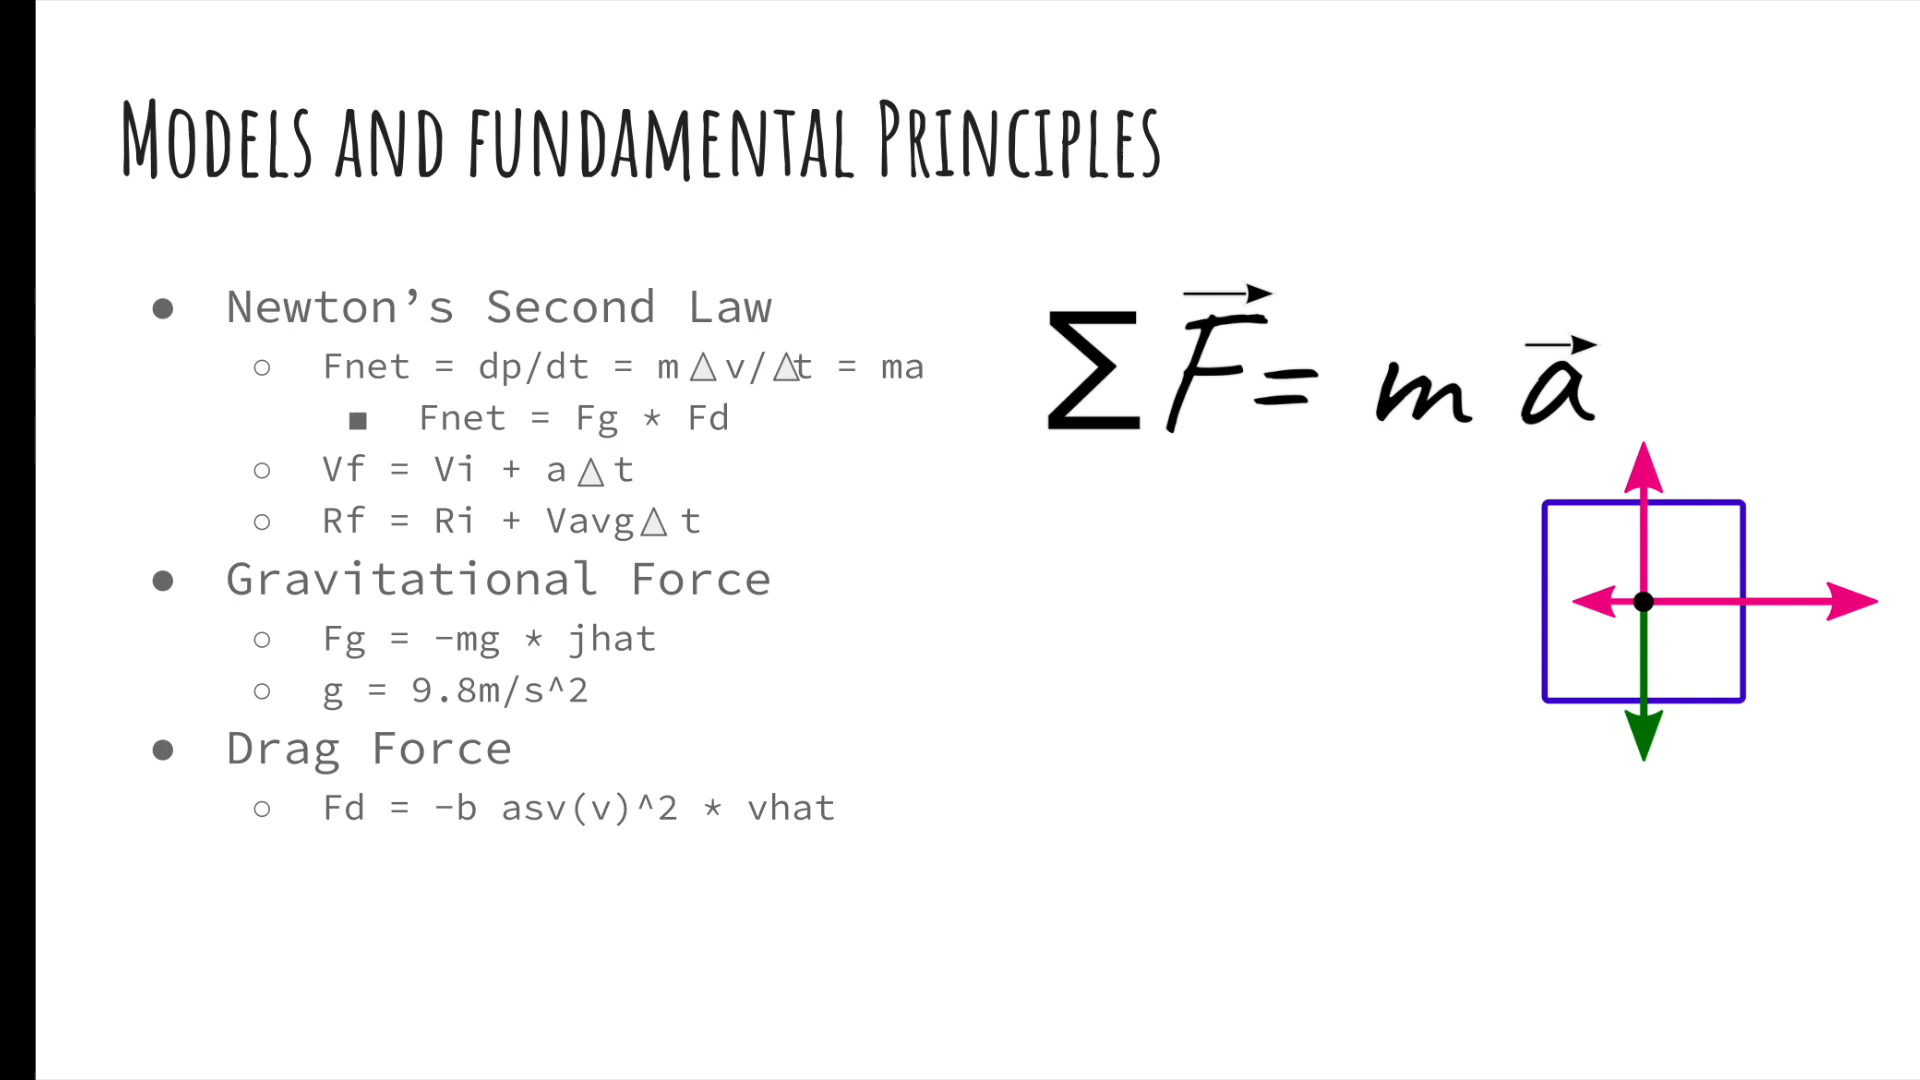 Models and fundamental Principles
● Newton’s Second Law
○ Fnet = dp/dt = m△v/△t = ma
■ Fnet = Fg * Fd
○ Vf = Vi + a△t
○ Rf = Ri + Vavg△t
● Gravitational Force
○ Fg = -mg * jhat
○ g = 9.8m/s^2
● Drag Force
○ Fd = -b asv(v)^2 * vhat
∑F⃗ = m a⃗